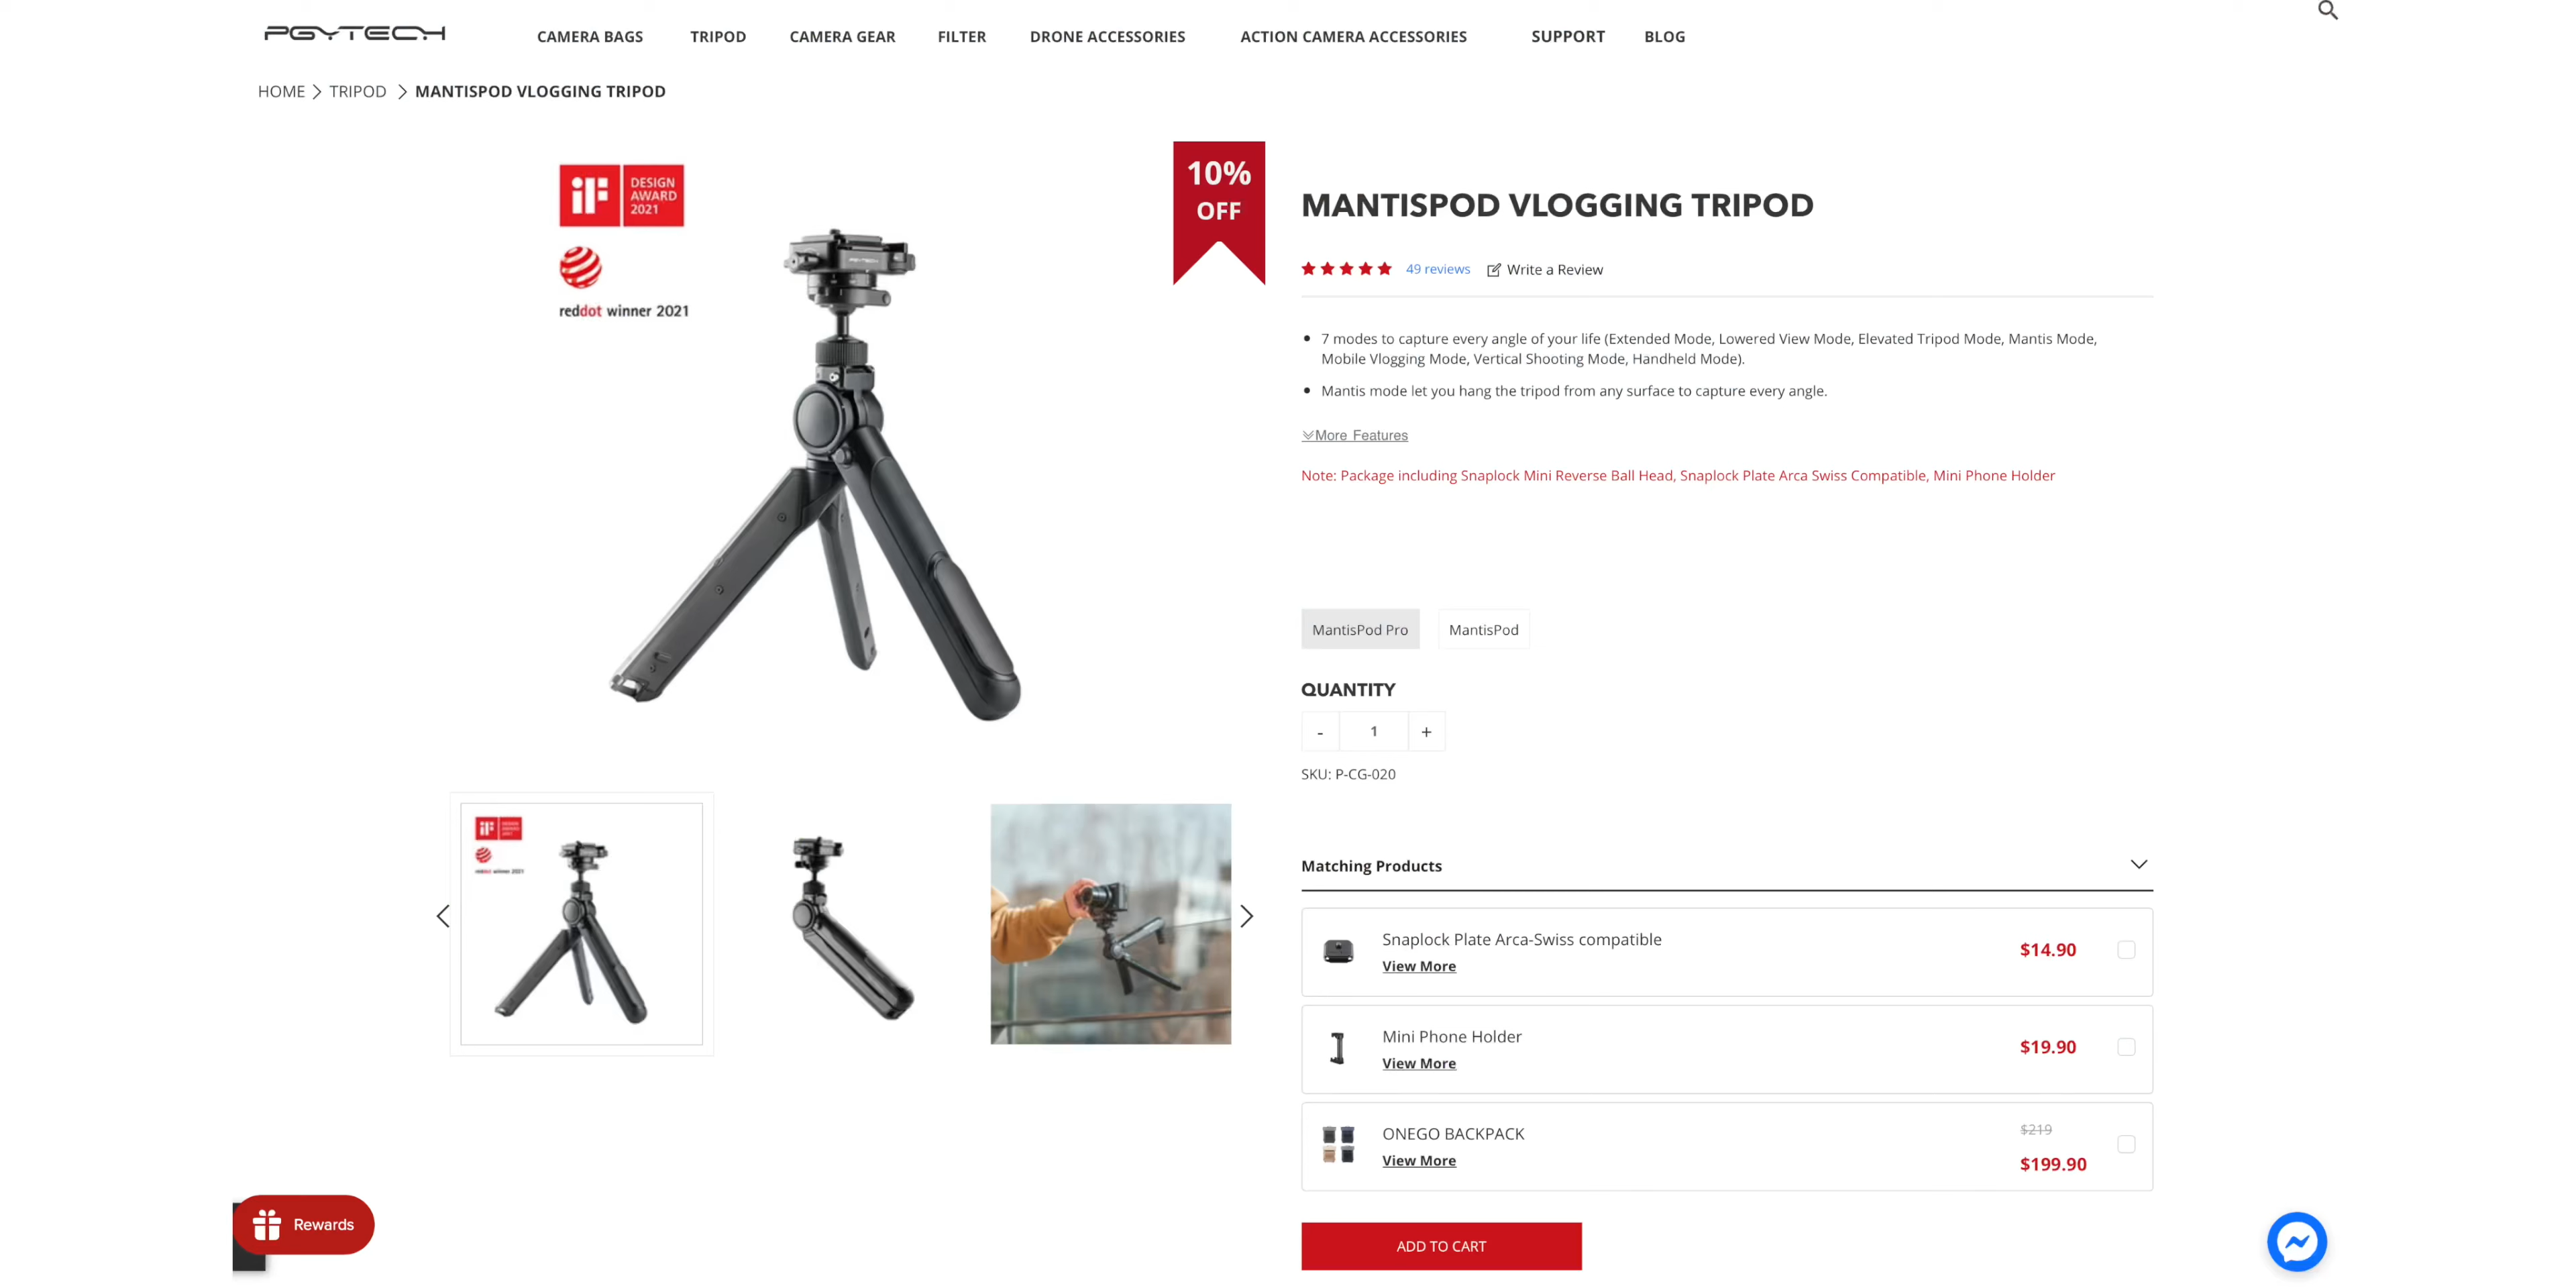 PGYTECH
CAMERA BAGS
TRIPOD
CAMERA GEAR
FILTER
DRONE ACCESSORIES
ACTION CAMERA ACCESSORIES
SUPPORT
BLOG
HOME > TRIPOD > MANTISPOD VLOGGING TRIPOD
iF
DESIGN
AWARD
2021
reddot winner 2021
PGYTECH
10%
OFF
MANTISPOD VLOGGING TRIPOD
49 reviews
Write a Review
• 7 modes to capture every angle of your life (Extended Mode, Lowered View Mode, Elevated Tripod Mode, Mantis Mode,
Mobile Vlogging Mode, Vertical Shooting Mode, Handheld Mode).
• Mantis mode let you hang the tripod from any surface to capture every angle.
More Features
Note: Package including Snaplock Mini Reverse Ball Head, Snaplock Plate Arca Swiss Compatible, Mini Phone Holder
MantisPod Pro
MantisPod
QUANTITY
- 1 +
SKU: P-CG-020
Matching Products
Snaplock Plate Arca-Swiss compatible
View More
$14.90
Mini Phone Holder
View More
$19.90
ONEGO BACKPACK
View More
$219
$199.90
ADD TO CART
iF
reddot winner 2021
Rewards